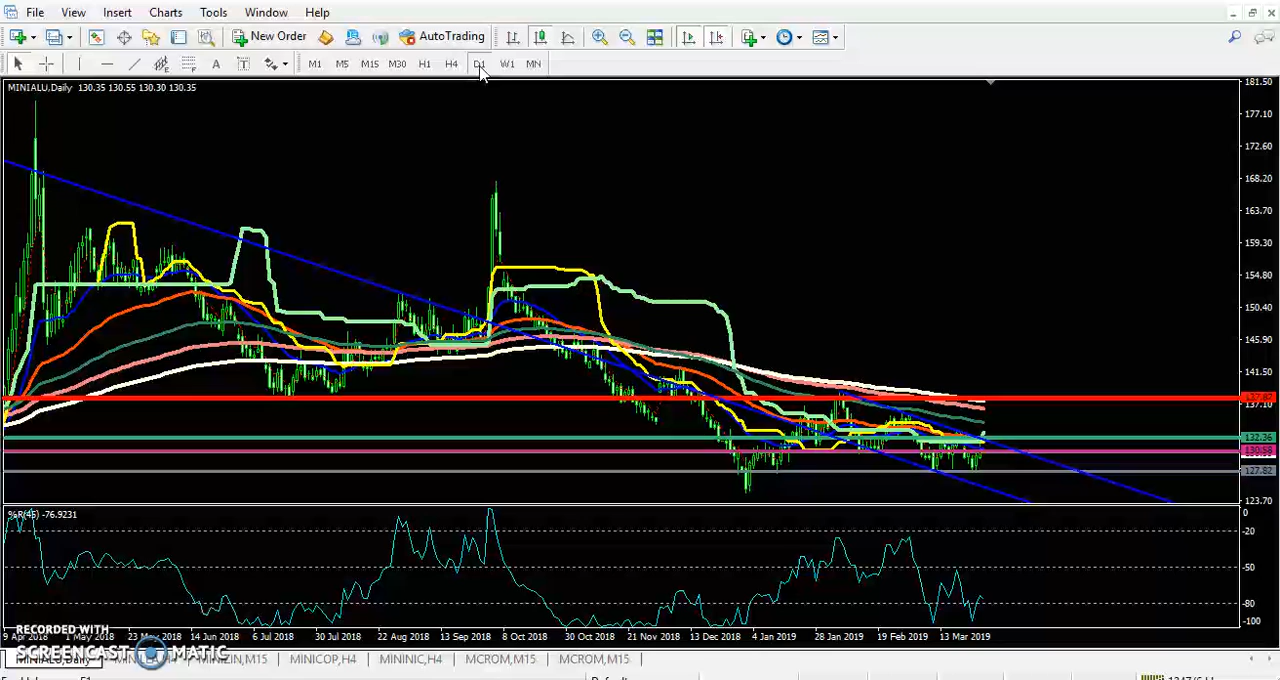 File View Insert Charts Tools Window Help
New Order AutoTrading
A T M1 M5 M15 M30 H1 H4 D1 W1 MN
MINIALU,Daily 130.35 130.55 130.30 130.35
181.50
177.10
172.60
168.20
163.70
159.30
154.80
150.40
145.90
141.50
137.82
137.10
132.36
130.58
127.82
123.70
%R(45) -76.9231
0
-20
-50
-80
-100
9 Apr 2018 1 May 2018 23 May 2018 14 Jun 2018 6 Jul 2018 30 Jul 2018 22 Aug 2018 13 Sep 2018 8 Oct 2018 30 Oct 2018 21 Nov 2018 13 Dec 2018 4 Jan 2019 28 Jan 2019 19 Feb 2019 13 Mar 2019
RECORDED WITH
SCREENCAST MATIC
MINIALU,Daily MINIZIN,M15 MINICOP,H4 MININIC,H4 MCROM,M15 MCROM,M15